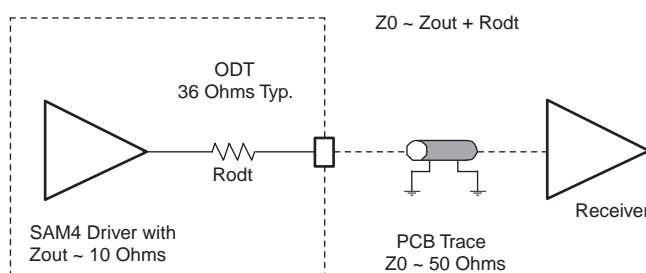 Z0 ~ Zout + Rodt
ODT
36 Ohms Typ.
Rodt
Receiver
SAM4 Driver with
Zout ~ 10 Ohms
PCB Trace
Z0 ~ 50 Ohms